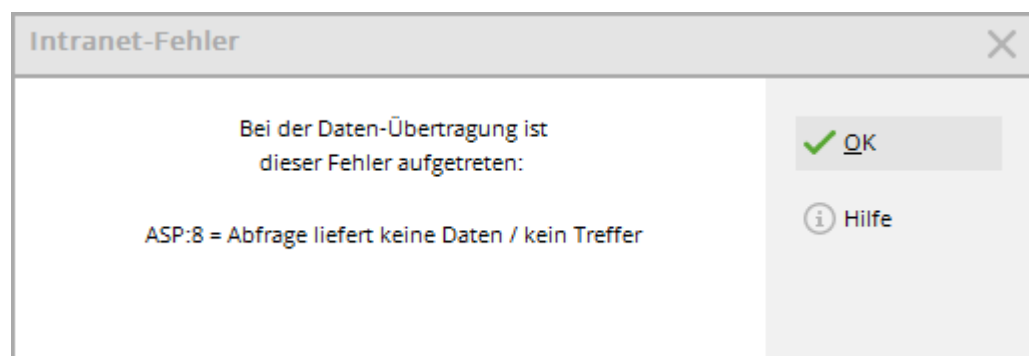 Intranet-Fehler
Bei der Daten-Übertragung ist
dieser Fehler aufgetreten:
ASP:8 = Abfrage liefert keine Daten / kein Treffer
OK
Hilfe